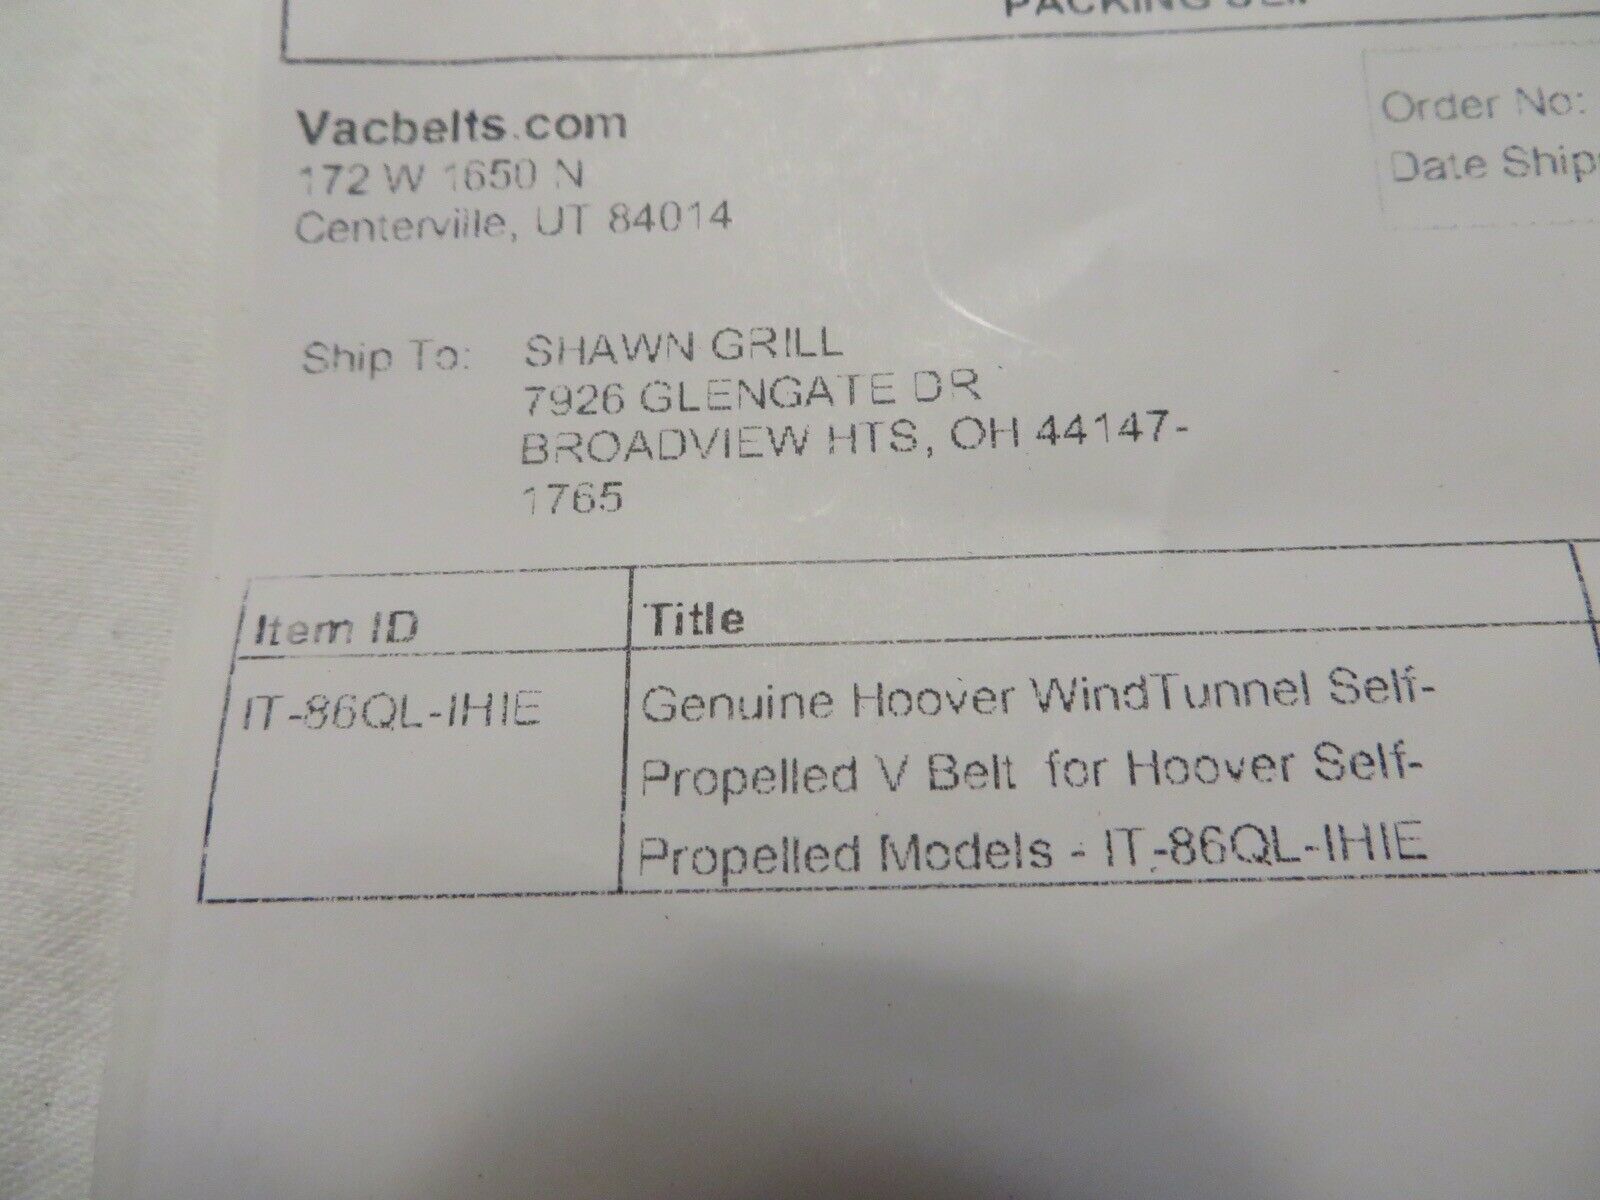 PACKING
Vacbelts.com
172 W 1650 N
Centerville, UT 84014
Order No:
Date Ship
Ship To: SHAWN GRILL
7926 GLENGATE DR
BROADVIEW HTS, OH 44147-
1765
Item ID Title
IT-86QL-IHIE Genuine Hoover WindTunnel Self-
Propelled V Belt for Hoover Self-
Propelled Models - IT-86QL-IHIE